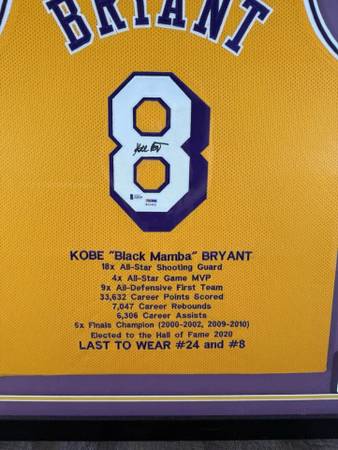 BRYANT
8
KOBE "Black Mamba" BRYANT
18x All-Star Shooting Guard
4x All-Star Game MVP
9x All-Defensive First Team
33,632 Career Points Scored
7,047 Career Rebounds
6,306 Career Assists
5x Finals Champion (2000-2002, 2009-2010)
Elected to the Hall of Fame 2020
LAST TO WEAR #24 and #8